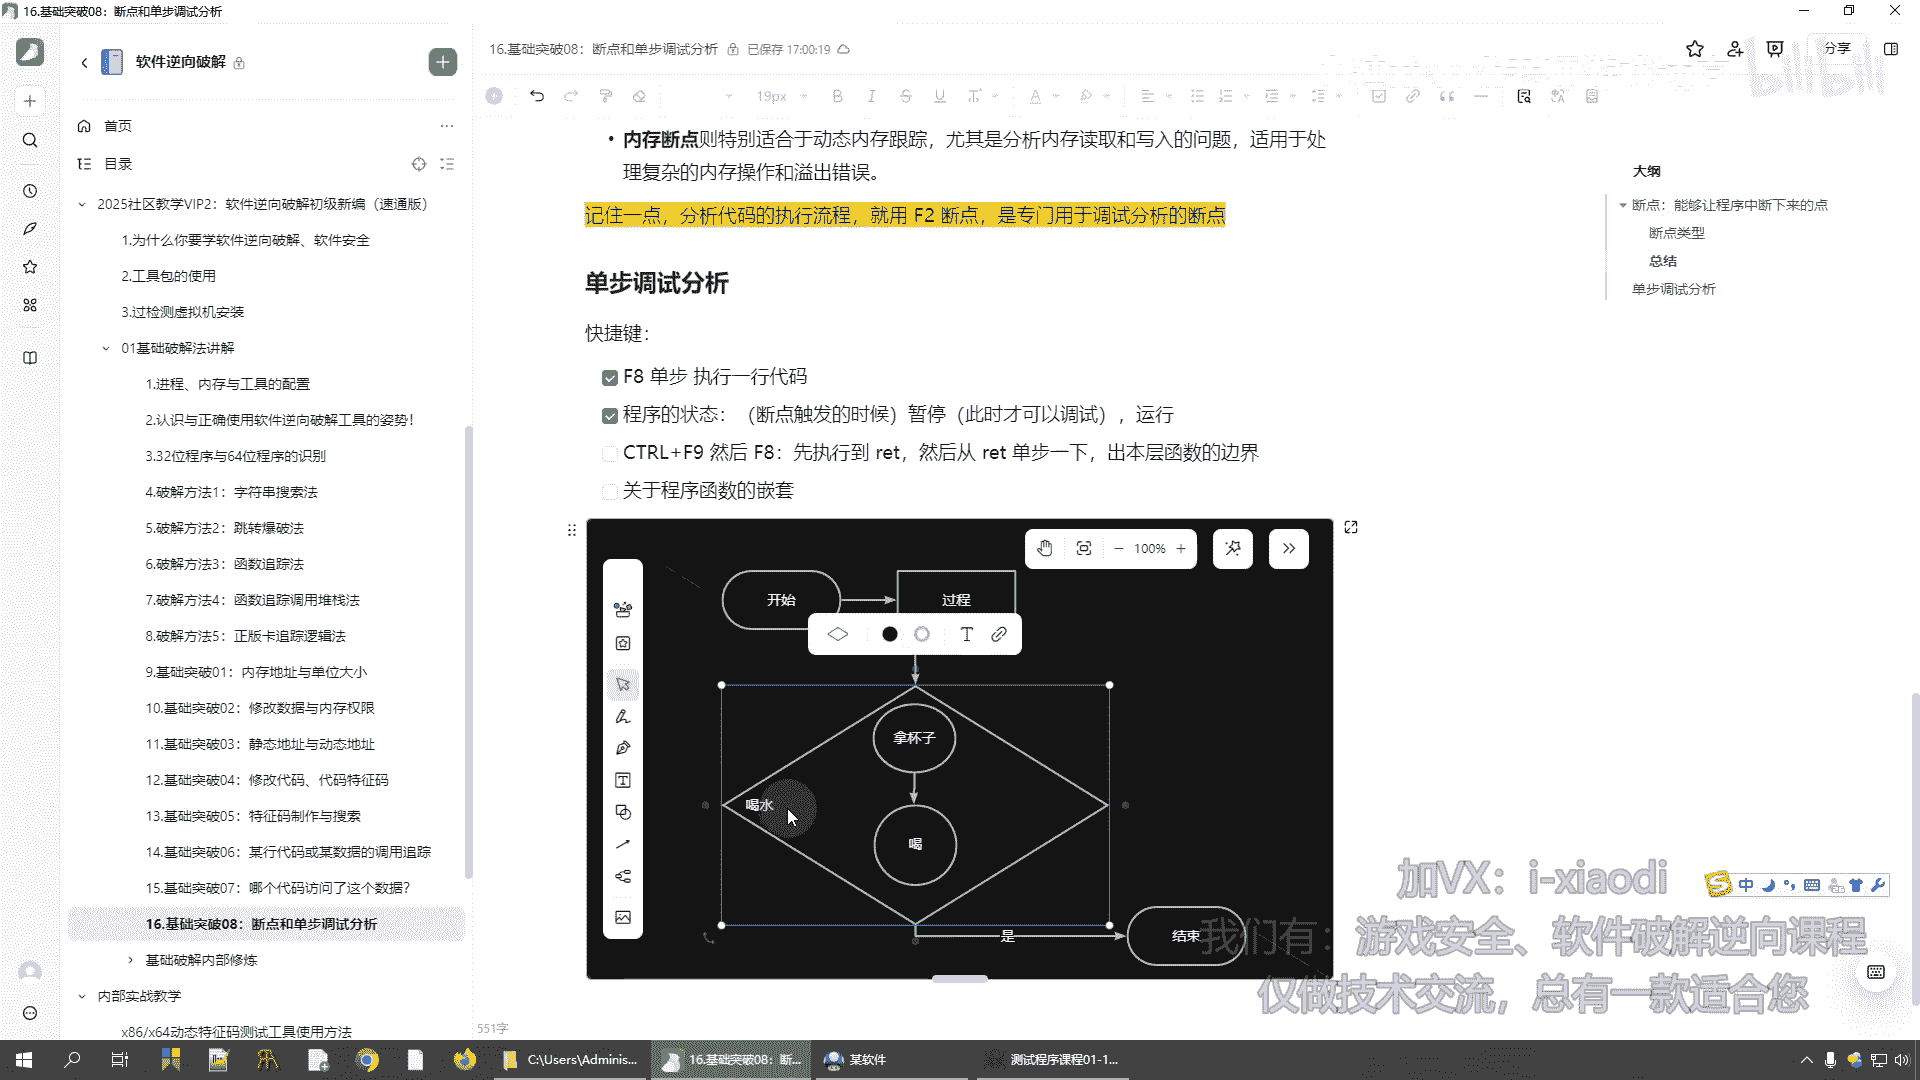 16.基础突破08：断点和单步调试分析
软件逆向破解
首页
目录
2025社区教学VIP2：软件逆向破解初级新编（速通版）
1.为什么你要学软件逆向破解、软件安全
2.工具包的使用
3.过检测虚拟机安装
01基础破解法讲解
1.进程、内存与工具的配置
2.认识与正确使用软件逆向破解工具的姿势！
3.32位程序与64位程序的识别
4.破解方法1：字符串搜索法
5.破解方法2：跳转爆破法
6.破解方法3：函数追踪法
7.破解方法4：函数追踪调用堆栈法
8.破解方法5：正版卡追踪逻辑法
9.基础突破01：内存地址与单位大小
10.基础突破02：修改数据与内存权限
11.基础突破03：静态地址与动态地址
12.基础突破04：修改代码、代码特征码
13.基础突破05：特征码制作与搜索
14.基础突破06：某行代码或某数据的调用追踪
15.基础突破07：哪个代码访问了这个数据？
16.基础突破08：断点和单步调试分析
基础破解内部修炼
内部实战教学
x86/x64动态特征码测试工具使用方法
16.基础突破08：断点和单步调试分析 已保存 17:00:19
分享
bilibili
19px
• 内存断点则特别适合于动态内存跟踪，尤其是分析内存读取和写入的问题，适用于处
理复杂的内存操作和溢出错误。
记住一点，分析代码的执行流程，就用 F2 断点，是专门用于调试分析的断点
单步调试分析
快捷键：
F8 单步 执行一行代码
程序的状态：（断点触发的时候）暂停（此时才可以调试），运行
CTRL+F9 然后 F8：先执行到 ret，然后从 ret 单步一下，出本层函数的边界
关于程序函数的嵌套
100%
开始
过程
拿杯子
喝水
喝
是
结束
551字
大纲
断点：能够让程序中断下来的点
断点类型
总结
单步调试分析
加VX：i-xiaodi
我们有：游戏安全、软件破解逆向课程
仅做技术交流，总有一款适合您
中
C:\Users\Adminis...
16.基础突破08：断...
某软件
测试程序课程01-1...